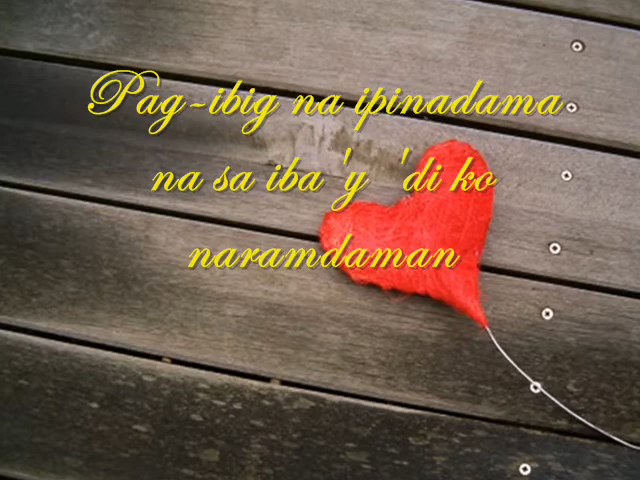 Pag-ibig na ipinadama
na sa iba 'y  'di ko
naramdaman